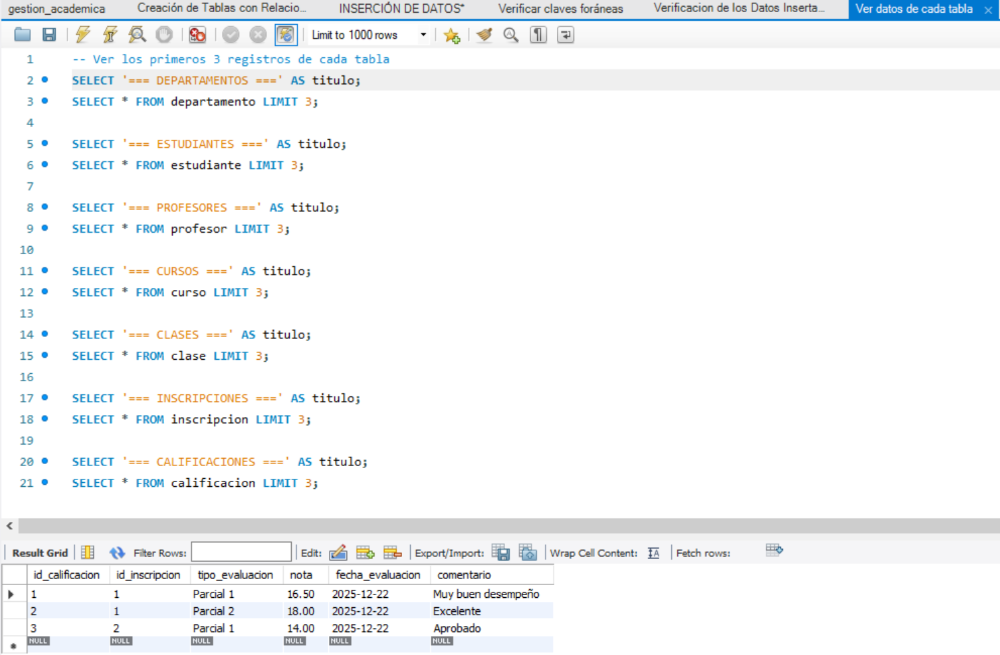 gestion_academica Creación de Tablas con Relacio... INSERCIÓN DE DATOS* Verificar claves foráneas Verificacion de los Datos Inserta... Ver datos de cada tabla
Limit to 1000 rows
1 -- Ver los primeros 3 registros de cada tabla
2 SELECT '=== DEPARTAMENTOS ===' AS titulo;
3 SELECT * FROM departamento LIMIT 3;
4
5 SELECT '=== ESTUDIANTES ===' AS titulo;
6 SELECT * FROM estudiante LIMIT 3;
7
8 SELECT '=== PROFESORES ===' AS titulo;
9 SELECT * FROM profesor LIMIT 3;
10
11 SELECT '=== CURSOS ===' AS titulo;
12 SELECT * FROM curso LIMIT 3;
13
14 SELECT '=== CLASES ===' AS titulo;
15 SELECT * FROM clase LIMIT 3;
16
17 SELECT '=== INSCRIPCIONES ===' AS titulo;
18 SELECT * FROM inscripcion LIMIT 3;
19
20 SELECT '=== CALIFICACIONES ===' AS titulo;
21 SELECT * FROM calificacion LIMIT 3;
Result Grid Filter Rows: Edit: Export/Import: Wrap Cell Content: Fetch rows:
id_calificacion id_inscripcion tipo_evaluacion nota fecha_evaluacion comentario
1 1 Parcial 1 16.50 2025-12-22 Muy buen desempeño
2 1 Parcial 2 18.00 2025-12-22 Excelente
3 2 Parcial 1 14.00 2025-12-22 Aprobado
NULL NULL NULL NULL NULL NULL